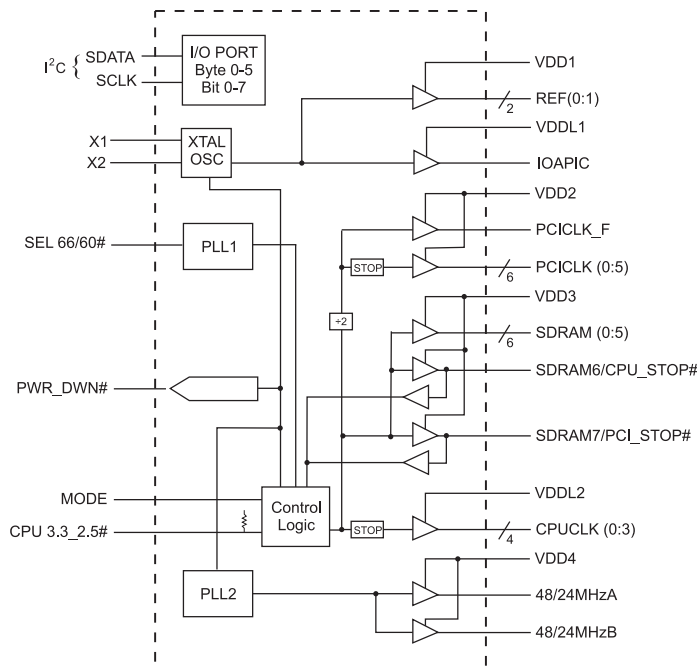 I²C { SDATA
SCLK
I/O PORT
Byte 0-5
Bit 0-7
VDD1
REF(0:1)
2
VDDL1
X1
X2
XTAL
OSC
IOAPIC
VDD2
SEL 66/60#
PLL1
PCICLK_F
STOP
PCICLK (0:5)
6
VDD3
÷2
SDRAM (0:5)
6
SDRAM6/CPU_STOP#
PWR_DWN#
SDRAM7/PCI_STOP#
MODE
CPU 3.3_2.5#
Control
Logic
VDDL2
STOP
CPUCLK (0:3)
4
VDD4
PLL2
48/24MHzA
48/24MHzB